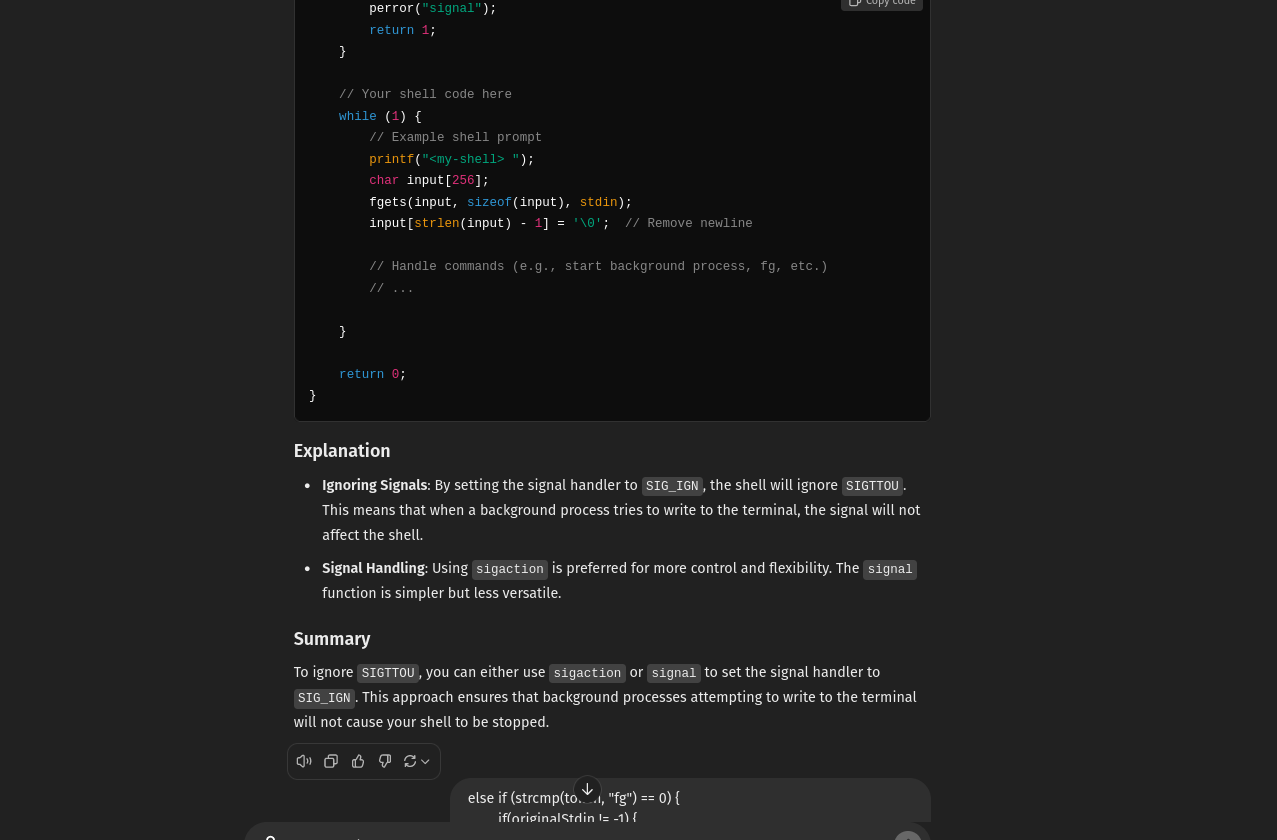 perror("signal");
Copy code
return 1;
}
// Your shell code here
while (1) {
// Example shell prompt
printf("<my-shell> ");
char input[256];
fgets(input, sizeof(input), stdin);
input[strlen(input) - 1] = '\0';  // Remove newline
// Handle commands (e.g., start background process, fg, etc.)
// ...
}
return 0;
}
Explanation
• Ignoring Signals: By setting the signal handler to SIG_IGN, the shell will ignore SIGTTOU.
This means that when a background process tries to write to the terminal, the signal will not
affect the shell.
• Signal Handling: Using sigaction is preferred for more control and flexibility. The signal
function is simpler but less versatile.
Summary
To ignore SIGTTOU, you can either use sigaction or signal to set the signal handler to
SIG_IGN. This approach ensures that background processes attempting to write to the terminal
will not cause your shell to be stopped.
else if (strcmp( , "fg") == 0) {
if(originalStdin != -1) {